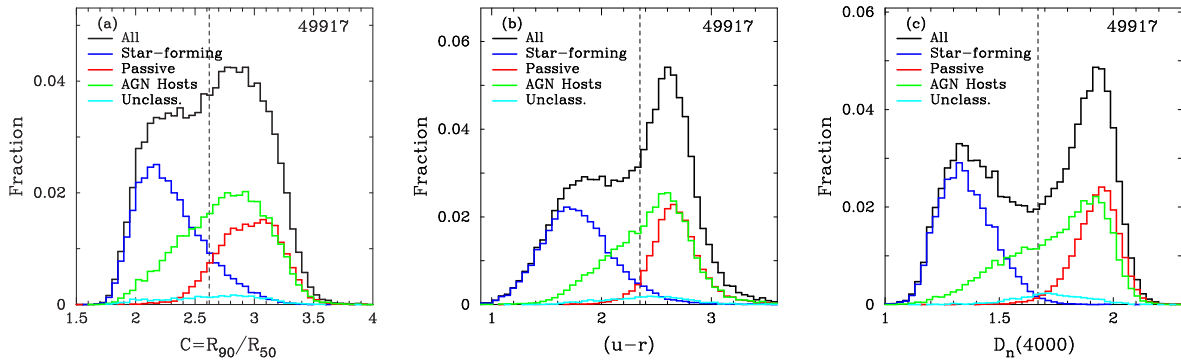 (a)
49917
All
Star-forming
Passive
AGN Hosts
Unclass.
Fraction
0.04
0.02
0
1.5
2
2.5
3
3.5
4
C=R90/R50
(b)
49917
All
Star-forming
Passive
AGN Hosts
Unclass.
Fraction
0.06
0.04
0.02
0
1
2
3
(u-r)
(c)
49917
All
Star-forming
Passive
AGN Hosts
Unclass.
Fraction
0.06
0.04
0.02
0
1
1.5
2
Dn(4000)